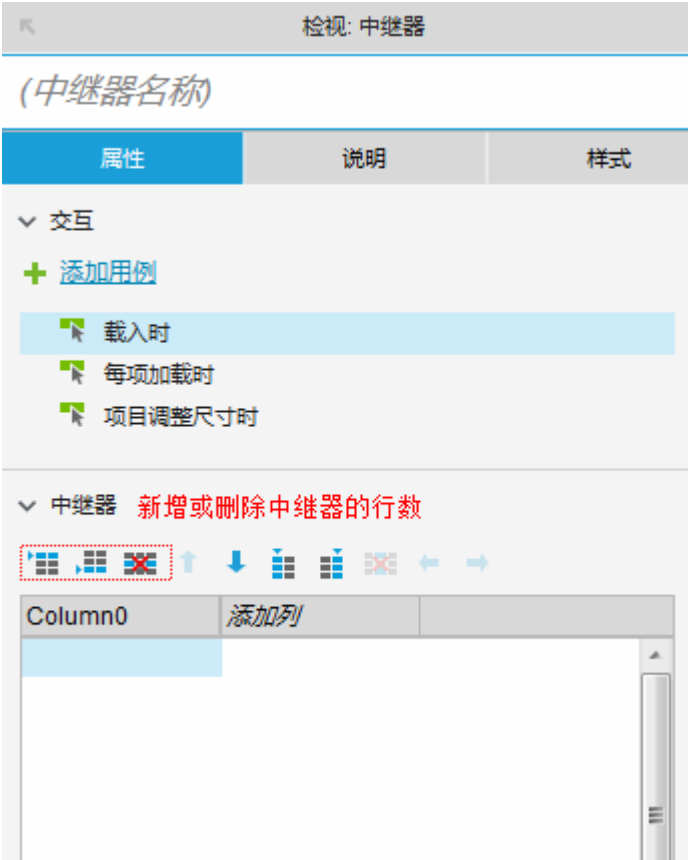 检视: 中继器
(中继器名称)
属性 说明 样式
交互
添加用例
载入时
每项加载时
项目调整尺寸时
中继器 新增或删除中继器的行数
Column0 添加列